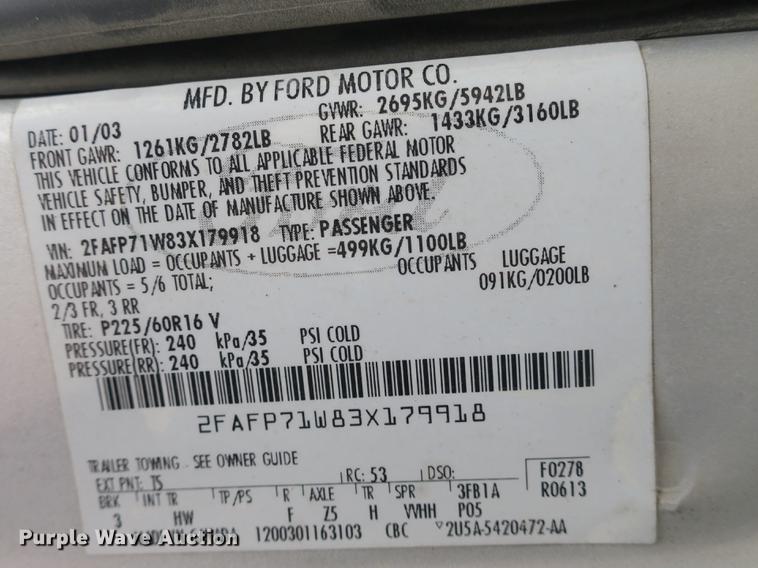 MFD. BY FORD MOTOR CO.
DATE: 01/03 GVWR: 2695KG/5942LB
FRONT GAWR: 1261KG/2782LB REAR GAWR: 1433KG/3160LB
THIS VEHICLE CONFORMS TO ALL APPLICABLE FEDERAL MOTOR
VEHICLE SAFETY, BUMPER, AND THEFT PREVENTION STANDARDS
IN EFFECT ON THE DATE OF MANUFACTURE SHOWN ABOVE.
VIN: 2FAFP71W83X179918 TYPE: PASSENGER
MAXIMUM LOAD = OCCUPANTS + LUGGAGE =499KG/1100LB
OCCUPANTS = 5/6 TOTAL; OCCUPANTS LUGGAGE
2/3 FR, 3 RR 091KG/0200LB
TIRE: P225/60R16 V
PRESSURE(FR): 240 kPa/35 PSI COLD
PRESSURE(RR): 240 kPa/35 PSI COLD
2FAFP71W83X179918
TRAILER TOWING - SEE OWNER GUIDE
EXT PNT: TS RC: 53 DSO: F0278
BRK INT TR TP/PS R AXLE TR SPR 3FB1A R0613
3 HW F Z5 H VVHH P05
1200301163103 CBC 2U5A-5420472-AA
Purple Wave Auction